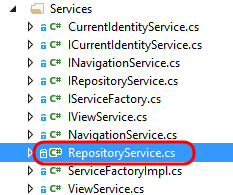 Services
C# CurrentIdentityService.cs
C# ICurrentIdentityService.cs
C# INavigationService.cs
C# IRepositoryService.cs
C# IServiceFactory.cs
C# IViewService.cs
C# NavigationService.cs
C# RepositoryService.cs
C# ServiceFactoryImpl.cs
C# ViewService.cs